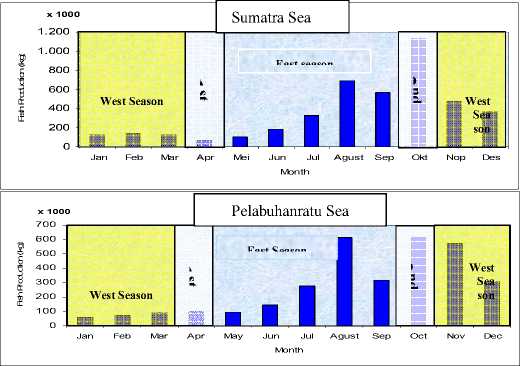 Sumatra Sea
x 1000
Fish Production (kg)
1.200
1.000
800
600
400
200
0
West Season
East season
West
Sea
son
Jan Feb Mar Apr Mei Jun Jul Agust Sep Okt Nop Des
Month
Pelabuhanratu Sea
x 1000
Fish Production (kg)
700
600
500
400
300
200
100
0
West Season
East Season
West
Sea
son
Jan Feb Mar Apr May Jun Jul Agust Sep Oct Nov Dec
Month